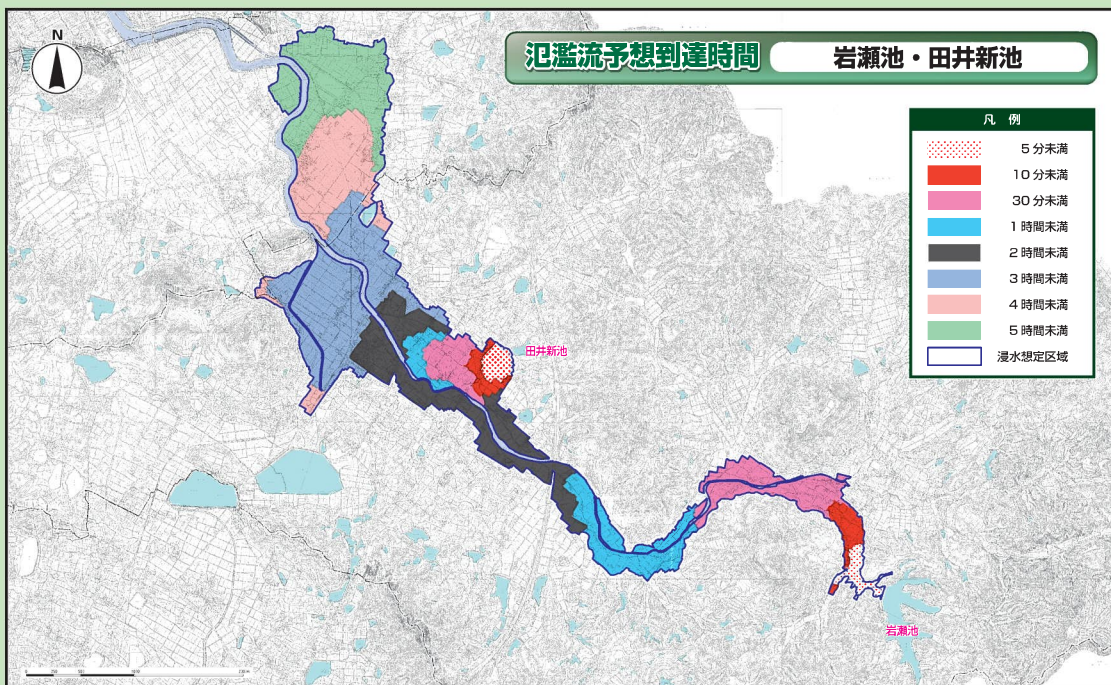 N
氾濫流予想到達時間
岩瀬池・田井新池
凡 例
5分未満
10分未満
30分未満
1時間未満
2時間未満
3時間未満
4時間未満
5時間未満
浸水想定区域
田井新池
岩瀬池